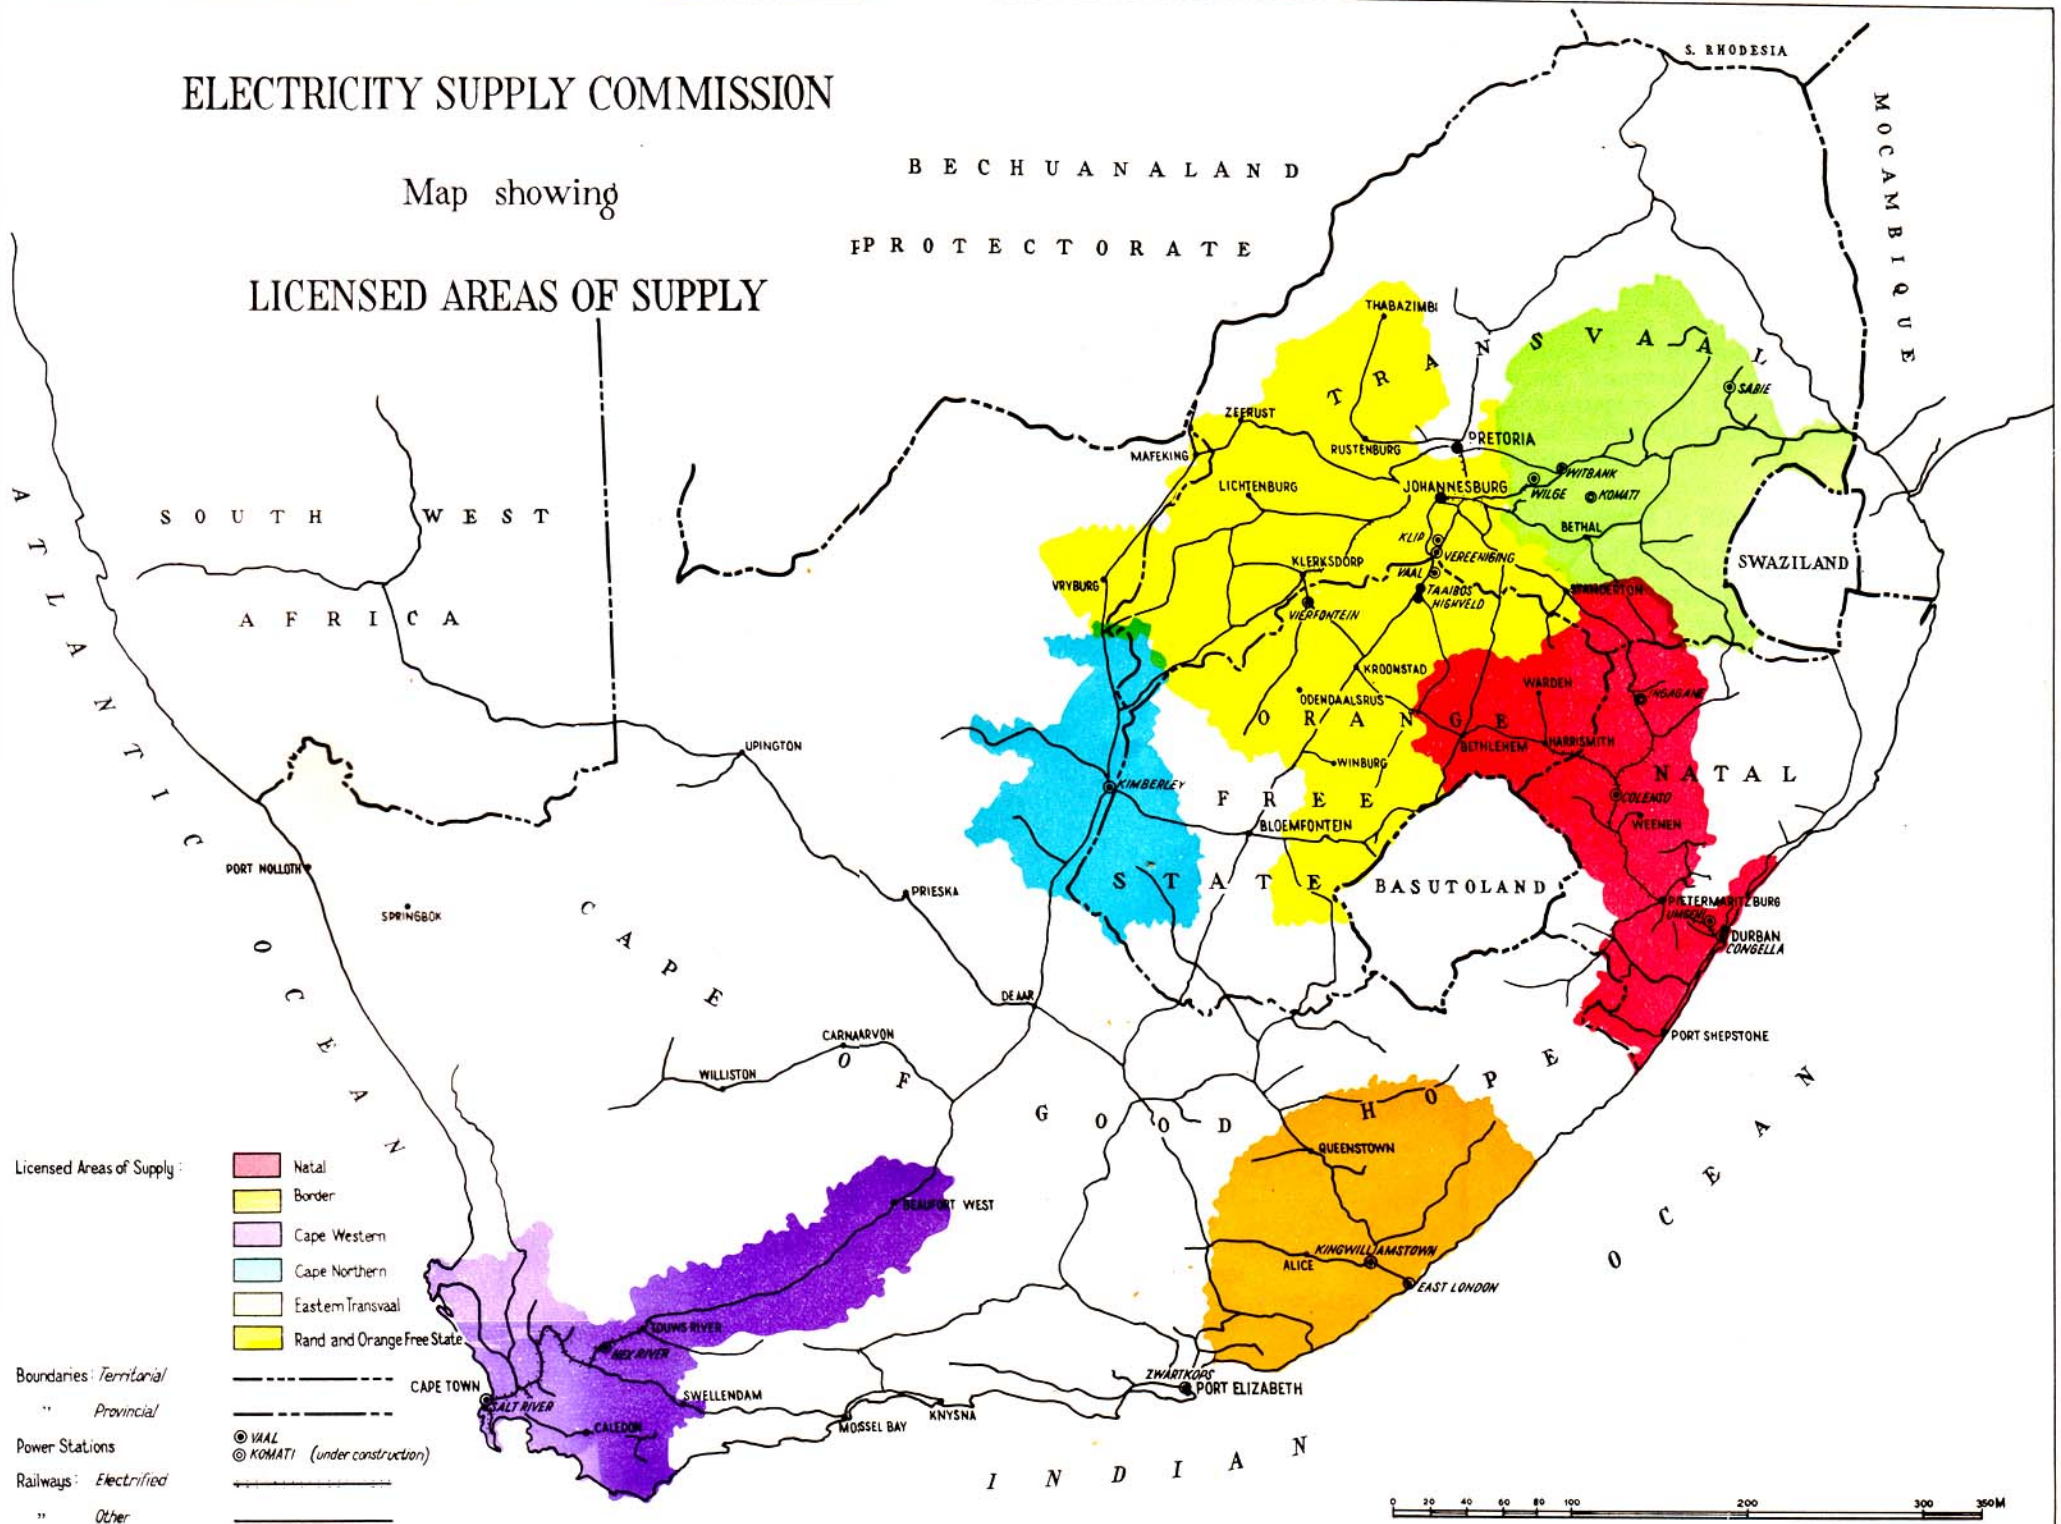 ELECTRICITY SUPPLY COMMISSION
Map showing
LICENSED AREAS OF SUPPLY
S. RHODESIA
MOCAMBIQUE
BECHUANALAND
PROTECTORATE
SOUTH WEST
AFRICA
ATLANTIC OCEAN
TRANSVAAL
THABAZIMBI
SABIE
ZEERUST
RUSTENBURG
PRETORIA
MAFEKING
WITBANK
WILGE
KOMATI
LICHTENBURG
JOHANNESBURG
BETHAL
KLIP
VEREENIGING
SWAZILAND
KLERKSDORP
VAAL
VRYBURG
TAAIBOS
HIGHVELD
STANDERTON
VIERFONTEIN
KROONSTAD
WARDEN
INGAGANE
ODENDAALSRUS
ORANGE
BETHLEHEM
HARRISMITH
UPINGTON
WINBURG
NATAL
KIMBERLEY
FREE
COLENSO
BLOEMFONTEIN
WEENEN
PORT NOLLOTH
SPRINGBOK
PRIESKA
STATE
BASUTOLAND
PIETERMARITZBURG
UMGENI
DURBAN
CONGELLA
CAPE
DE AAR
PORT SHEPSTONE
CARNARVON
WILLISTON
OF
GOOD
HOPE
QUEENSTOWN
BEAUFORT WEST
KINGWILLIAMSTOWN
ALICE
EAST LONDON
TOUWS RIVER
HEX RIVER
ZWARTKOPS
PORT ELIZABETH
CAPE TOWN
SALT RIVER
SWELLENDAM
CALEDON
MOSSEL BAY
KNYSNA
INDIAN
OCEAN
Licensed Areas of Supply:
Natal
Border
Cape Western
Cape Northern
Eastern Transvaal
Rand and Orange Free State
Boundaries: Territorial
" Provincial
Power Stations
VAAL
KOMATI (under construction)
Railways: Electrified
" Other
0 20 40 60 80 100 200 300 350M